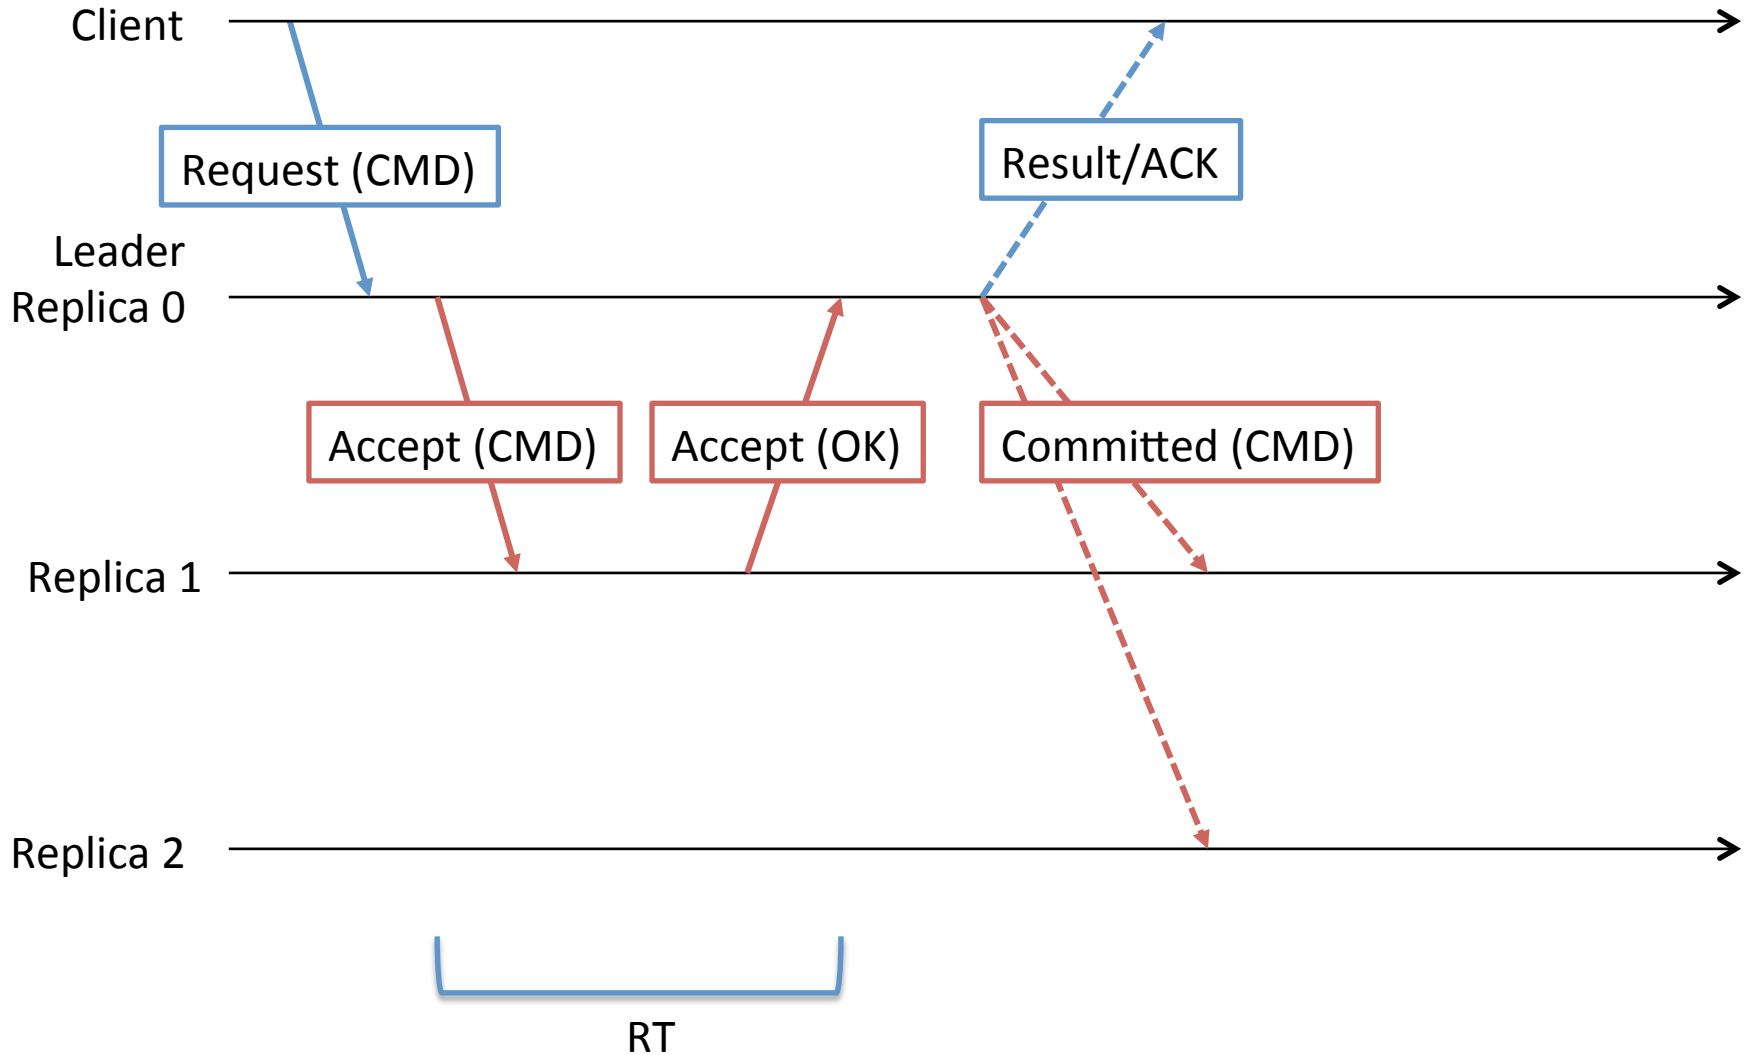 Client
Request (CMD)
Result/ACK
Leader
Replica 0
Accept (CMD)
Accept (OK)
Committed (CMD)
Replica 1
Replica 2
RT